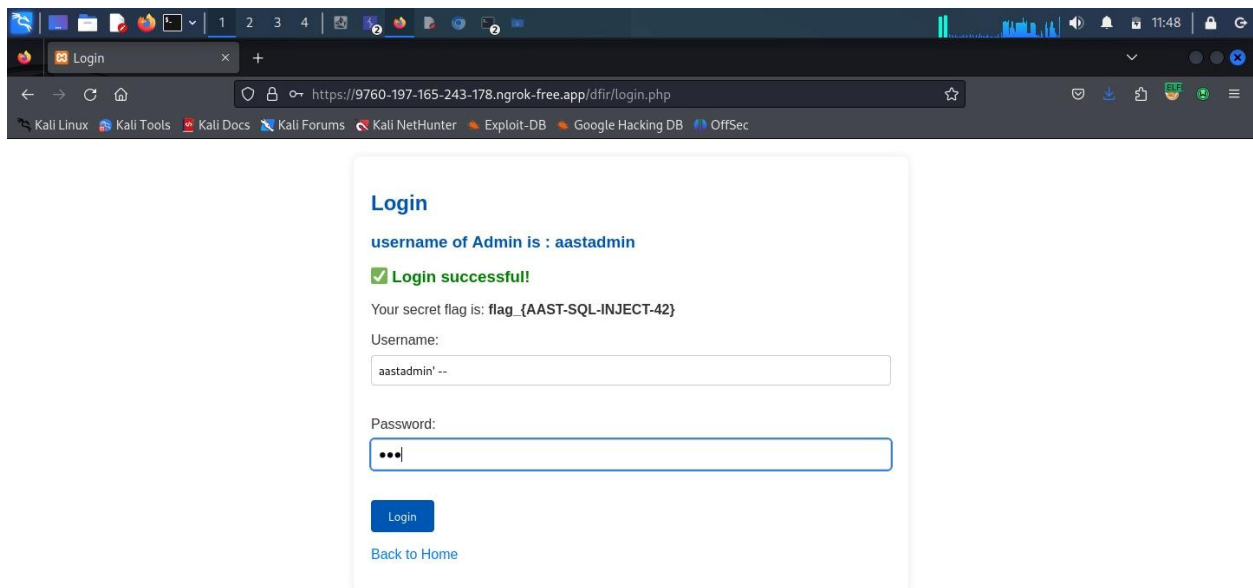 1 2 3 4 2 2 11:48
Login × +
https://9760-197-165-243-178.ngrok-free.app/dfir/login.php ELF
Kali Linux Kali Tools Kali Docs Kali Forums Kali NetHunter Exploit-DB Google Hacking DB OffSec
Login
username of Admin is : aastadmin
✅ Login successful!
Your secret flag is: flag_{AAST-SQL-INJECT-42}
Username:
aastadmin' --
Password:
•••
Login
Back to Home